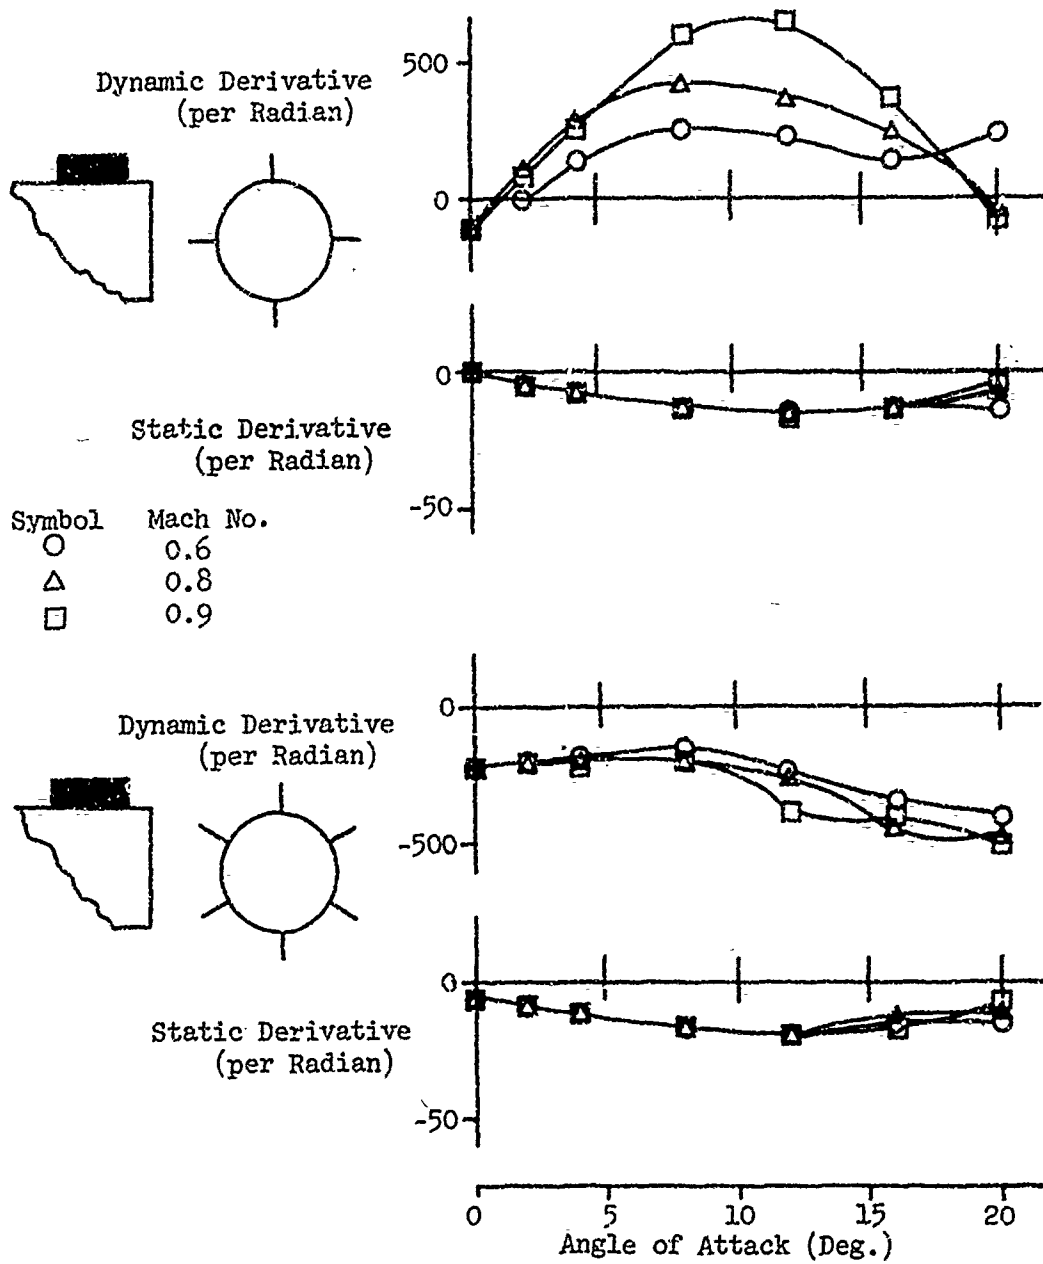 Dynamic Derivative
(per Radian)
500
0
0
Static Derivative
(per Radian)
-50
Symbol Mach No.
0.6
0.8
0.9
0
Dynamic Derivative
(per Radian)
-500
0
Static Derivative
(per Radian)
-50
0 5 10 15 20
Angle of Attack (Deg.)